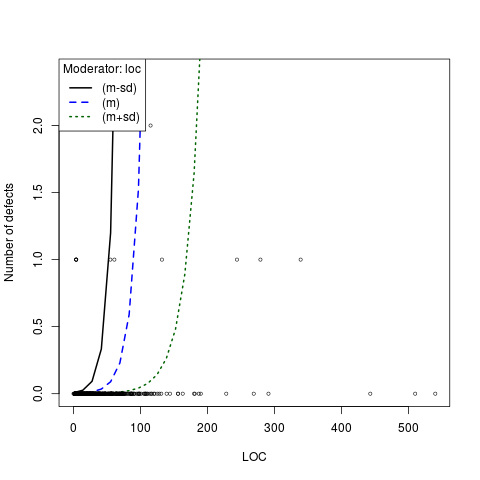 Moderator: loc
(m-sd)
(m)
(m+sd)
Number of defects
2.0
1.5
1.0
0.5
0.0
0 100 200 300 400 500
LOC